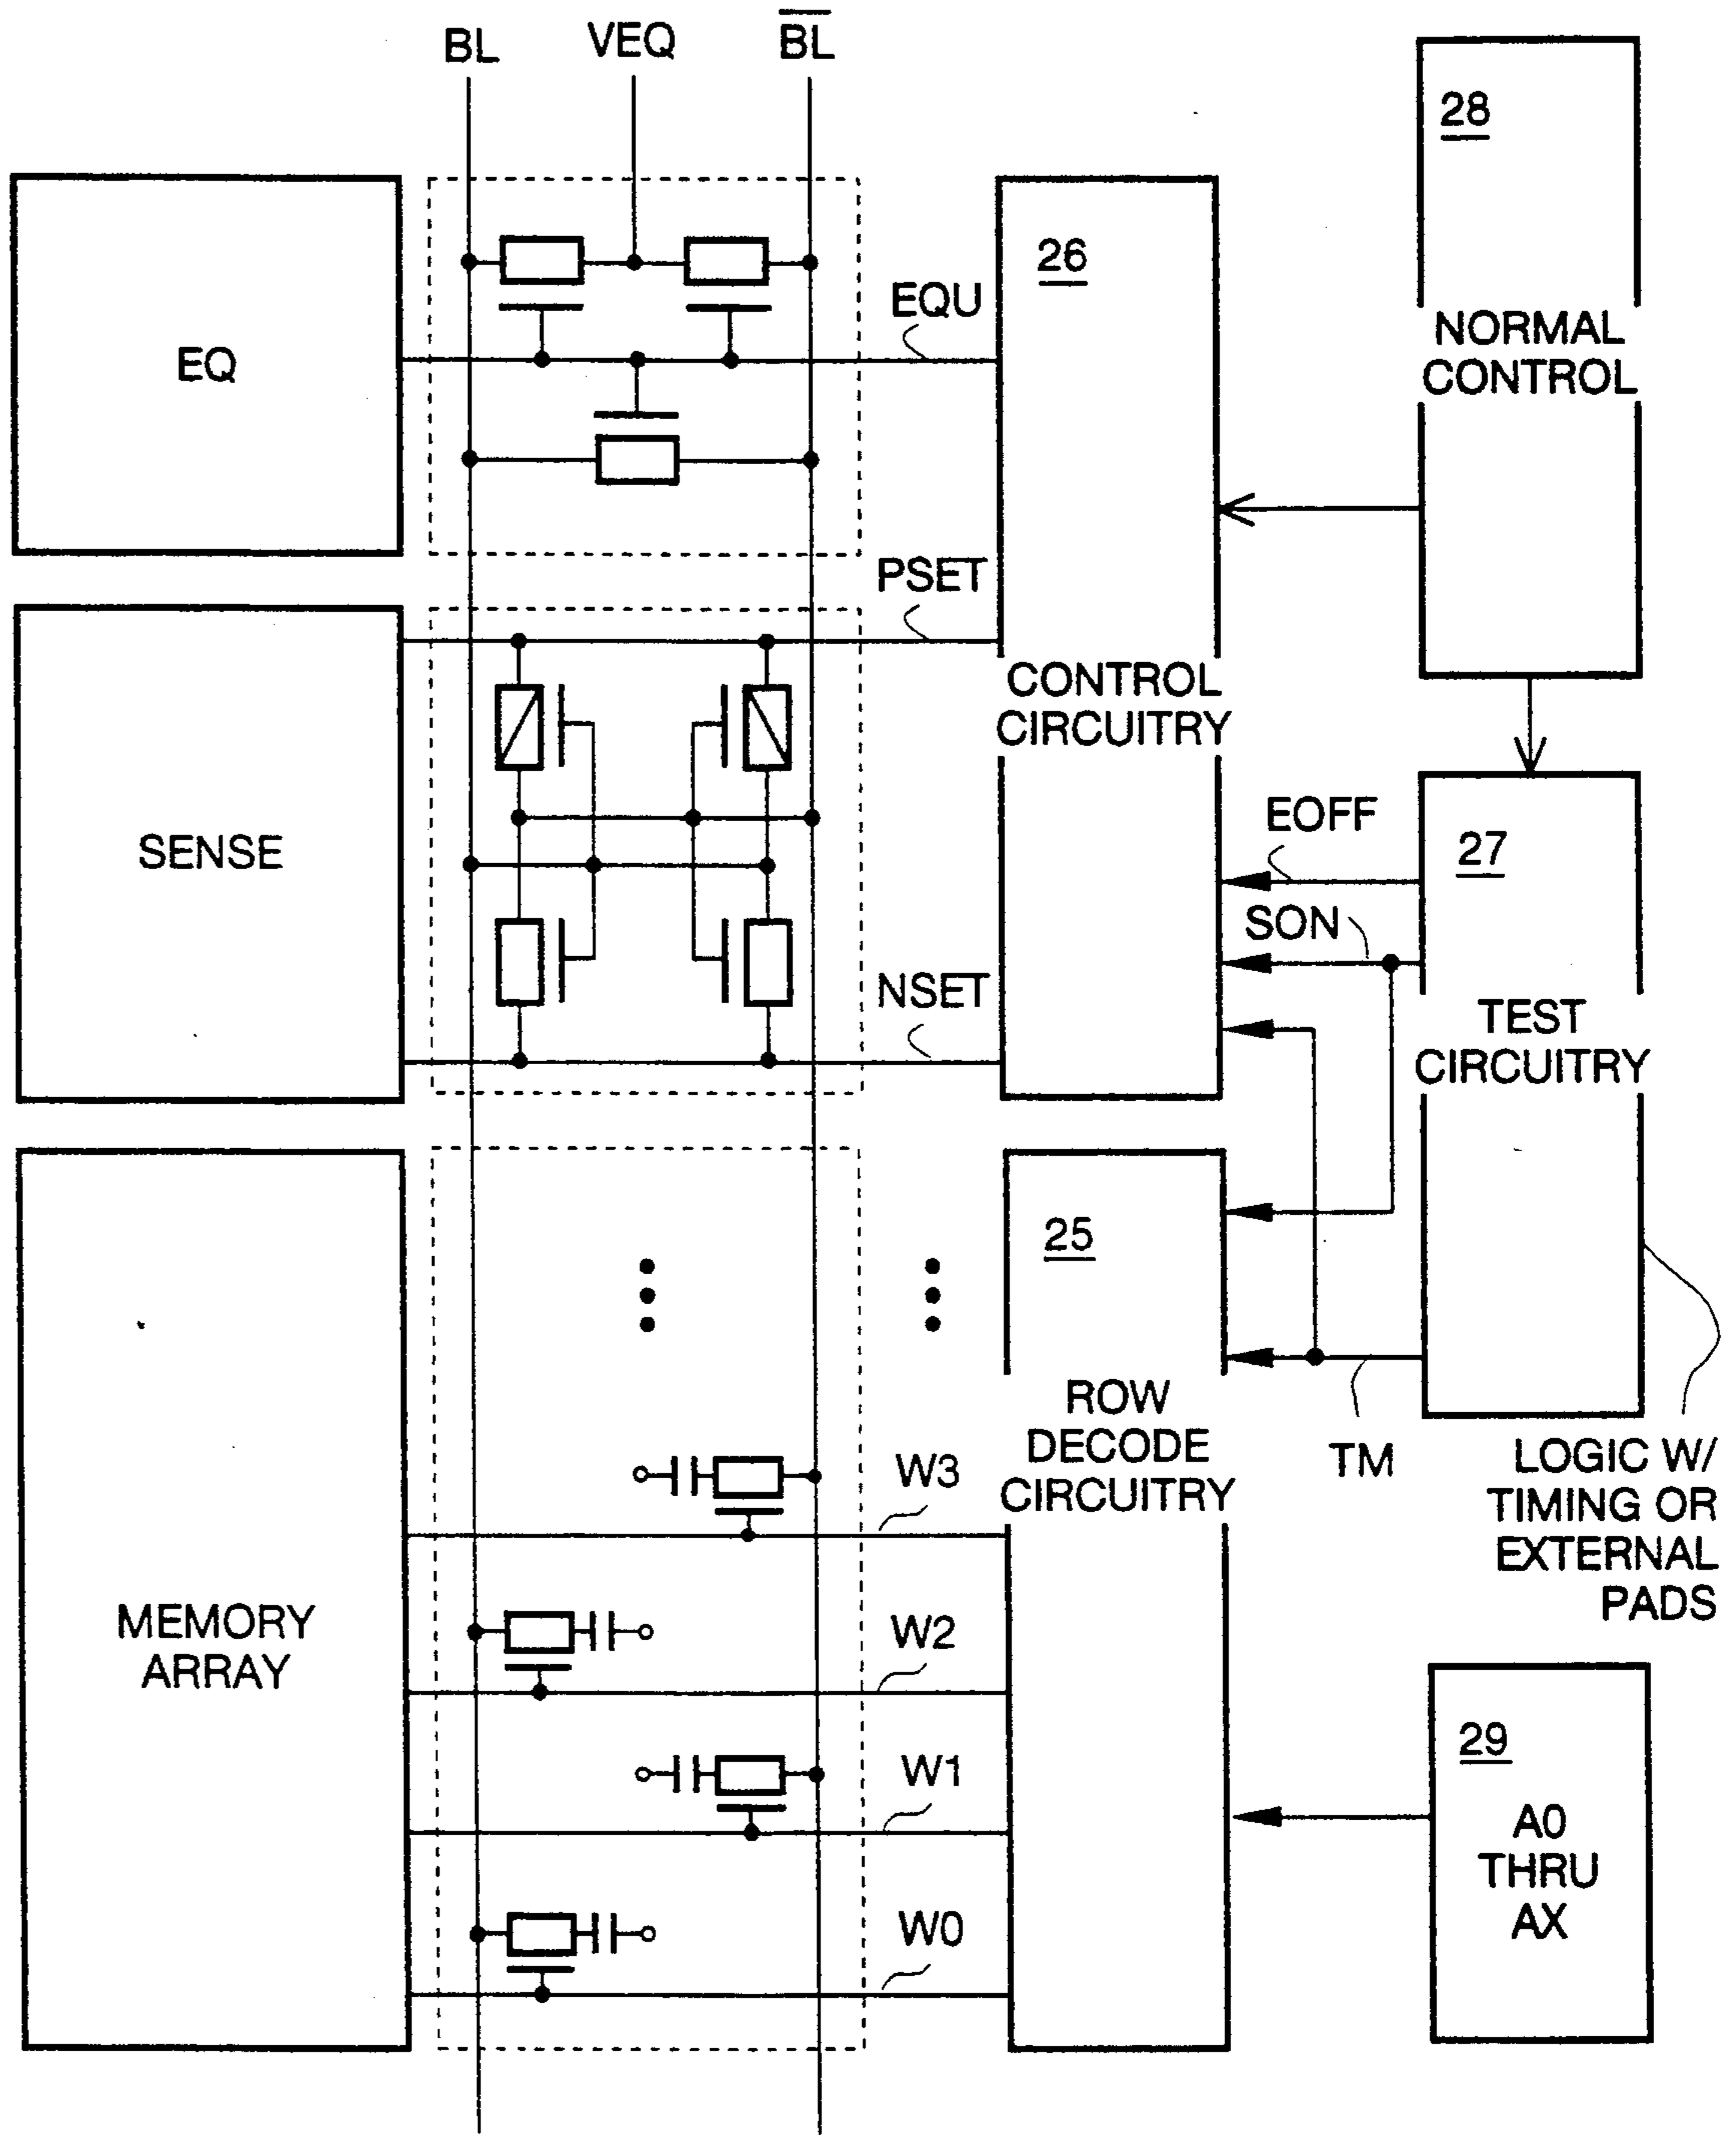 BL
VEQ
B̅L̅
28
EQ
EQU
26
NORMAL
CONTROL
PSET
CONTROL
CIRCUITRY
SENSE
EOFF
27
SON
NSET
TEST
CIRCUITRY
25
ROW
DECODE
CIRCUITRY
TM
LOGIC W/
TIMING OR
EXTERNAL
PADS
W3
MEMORY
ARRAY
W2
W1
W0
29
A0
THRU
AX